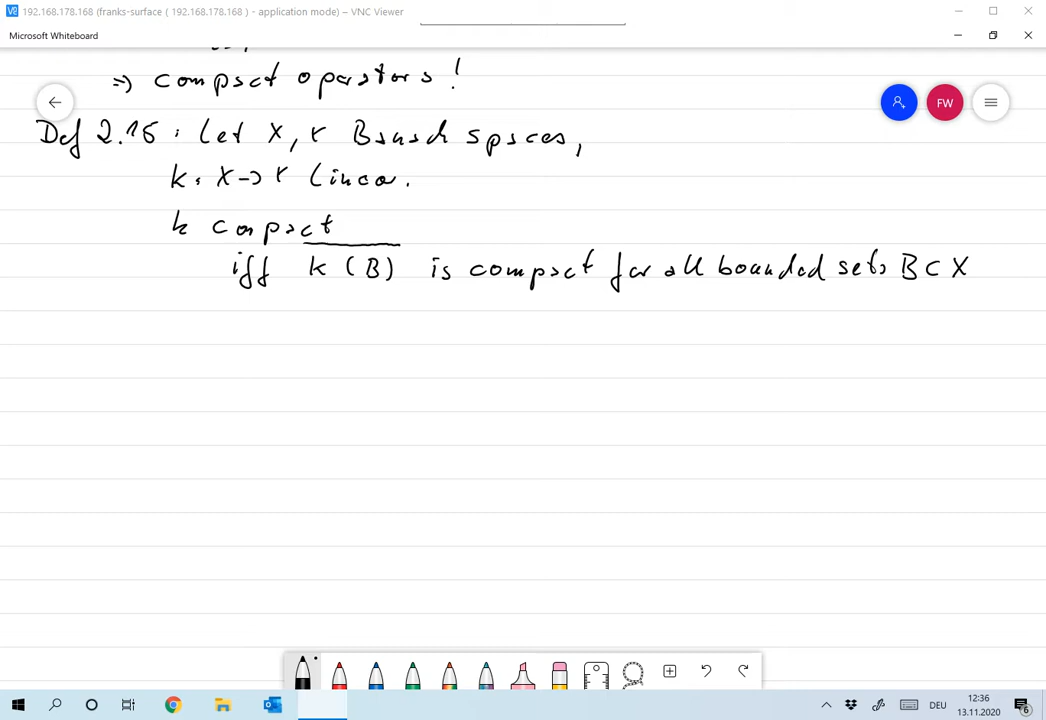 192.168.178.168 (franks-surface ( 192.168.178.168 ) - application mode) – VNC Viewer
Microsoft Whiteboard
=> compact operators!
FW
Def 2.15: Let X, Y Banach spaces,
K: X -> Y linear.
K compact
iff K(B) is compact for all bounded sets B ⊂ X
DEU
12:36
13.11.2020
6